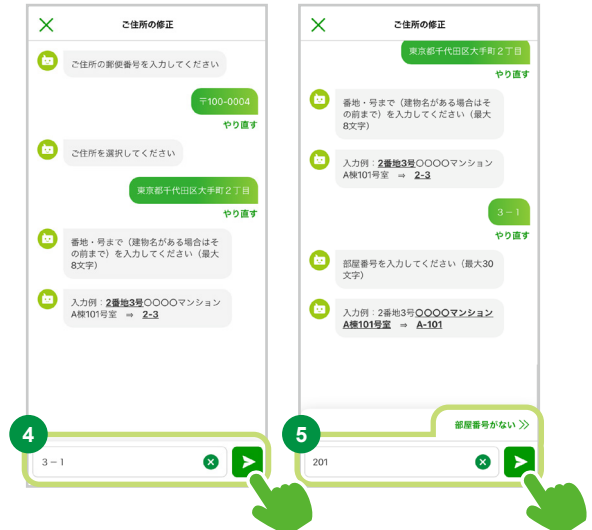 ご住所の修正
ご住所の郵便番号を入力してください
〒100-0004
やり直す
ご住所を選択してください
東京都千代田区大手町２丁目
やり直す
番地・号まで（建物名がある場合はそ
の前まで）を入力してください（最大
8文字）
入力例：2番地3号〇〇〇〇マンション
A棟101号室 ⇒ 2-3
4
３－１
ご住所の修正
東京都千代田区大手町２丁目
やり直す
番地・号まで（建物名がある場合はそ
の前まで）を入力してください（最大
8文字）
入力例：2番地3号〇〇〇〇マンション
A棟101号室 ⇒ 2-3
３－１
やり直す
部屋番号を入力してください（最大30
文字）
入力例：2番地3号〇〇〇〇マンション
A棟101号室 ⇒ A-101
部屋番号がない
5
201